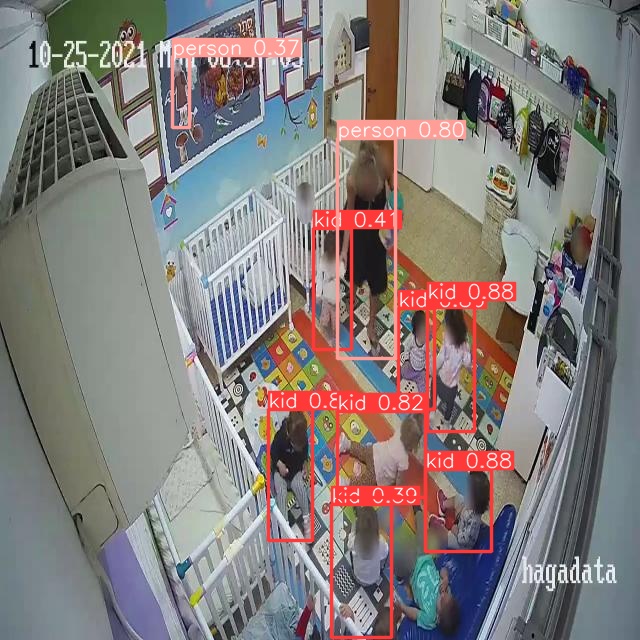 10-25-2021
person 0.37
person 0.80
kid 0.41
kid 0.88
kid
kid 0.82
kid 0.88
kid 0.39
hagadata